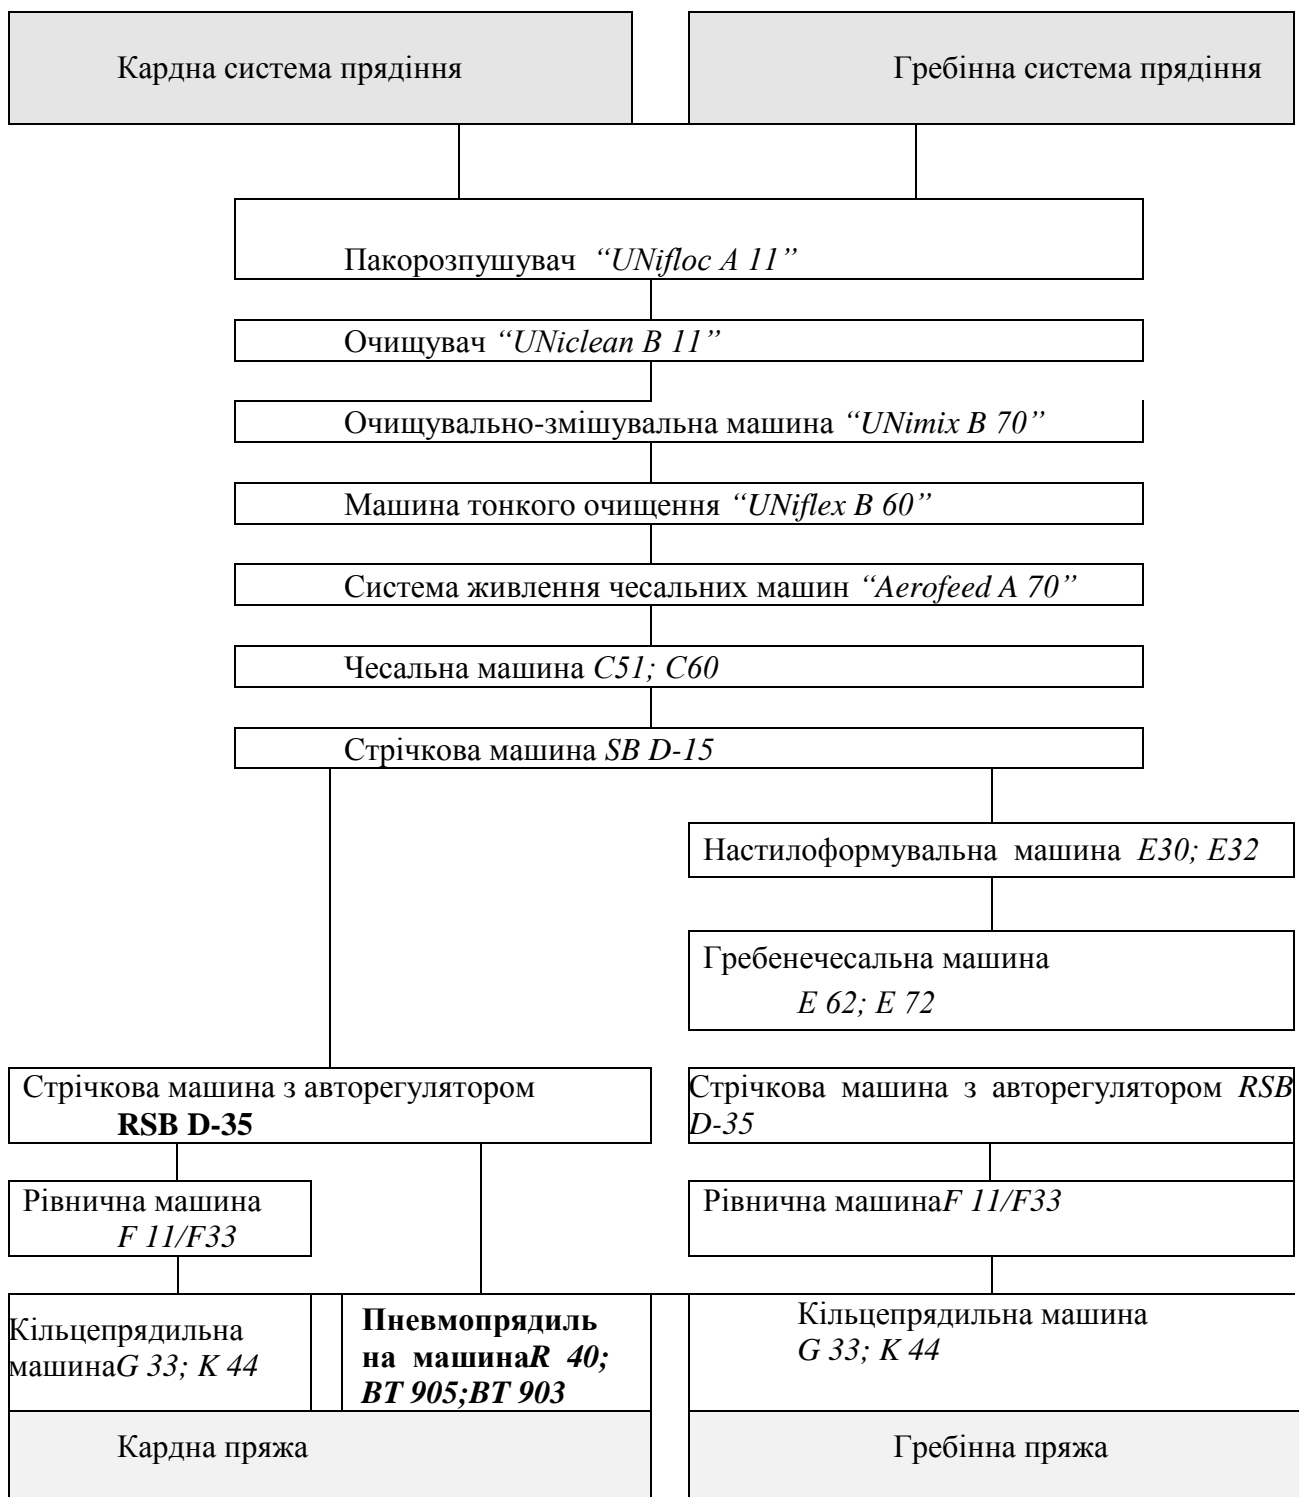 Кардна система прядіння
Гребінна система прядіння
Пакорозпушувач “UNifloc A 11”
Очищувач “UNiclean B 11”
Очищувально-змішувальна машина “UNimix B 70”
Машина тонкого очищення “UNiflex B 60”
Система живлення чесальних машин “Aerofeed A 70”
Чесальна машина C51; C60
Стрічкова машина SB D-15
Настилоформувальна машина E30; E32
Гребенечесальна машина
E 62; E 72
Стрічкова машина з авторегулятором
RSB D-35
Стрічкова машина з авторегулятором RSB
D-35
Рівнична машина
F 11/F33
Рівнична машинаF 11/F33
Кільцепрядильна
машинаG 33; K 44
Пневмопрядиль
на машинаR 40;
BT 905;BT 903
Кільцепрядильна машина
G 33; K 44
Кардна пряжа
Гребінна пряжа